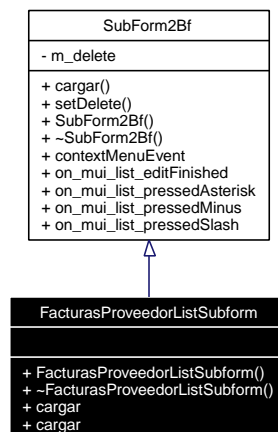 SubForm2Bf
- m_delete
+ cargar()
+ setDelete()
+ SubForm2Bf()
+ ~SubForm2Bf()
+ contextMenuEvent
+ on_mui_list_editFinished
+ on_mui_list_pressedAsterisk
+ on_mui_list_pressedMinus
+ on_mui_list_pressedSlash
FacturasProveedorListSubform
+ FacturasProveedorListSubform()
+ ~FacturasProveedorListSubform()
+ cargar
+ cargar